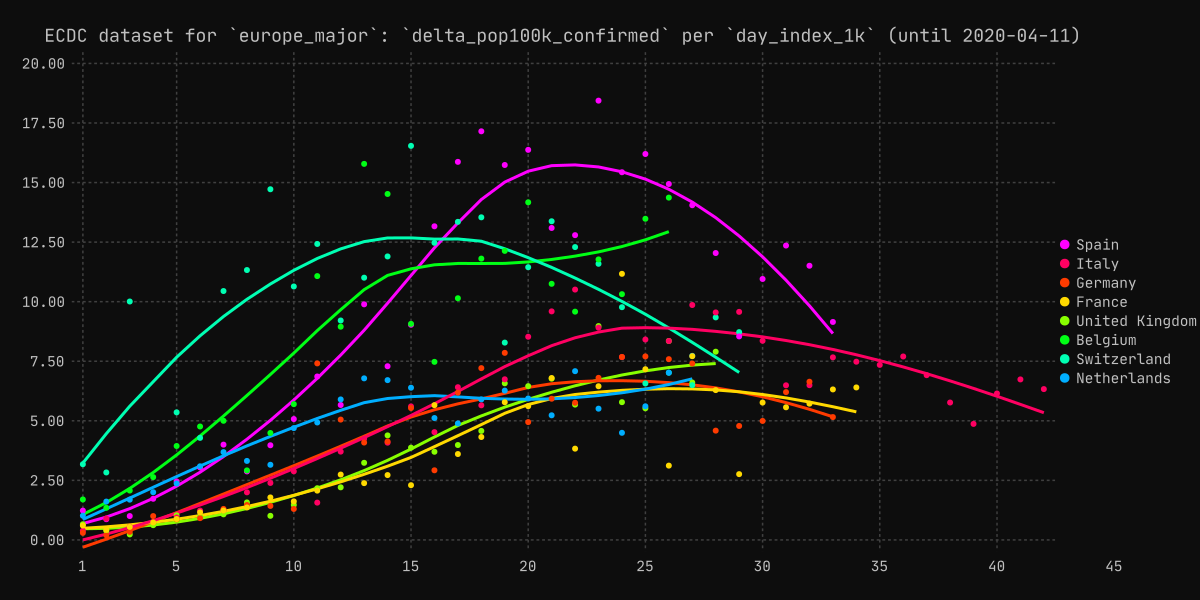 ECDC dataset for `europe_major`: `delta_pop100k_confirmed` per `day_index_1k` (until 2020-04-11)
20.00
17.50
15.00
12.50
10.00
7.50
5.00
2.50
0.00
1 5 10 15 20 25 30 35 40 45
Spain
Italy
Germany
France
United Kingdom
Belgium
Switzerland
Netherlands